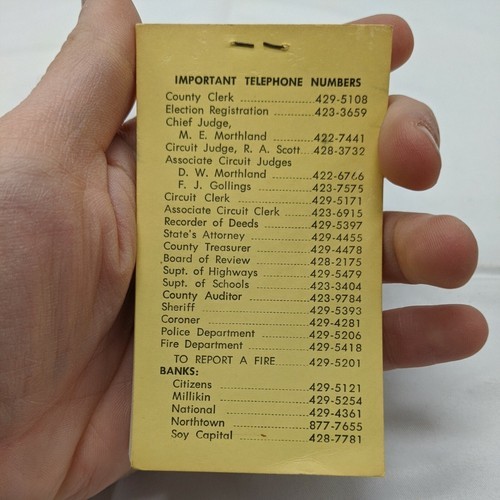 IMPORTANT TELEPHONE NUMBERS
County Clerk ........ 429-5108
Election Registration ........ 423-3659
Chief Judge,
M. E. Morthland ........ 422-7441
Circuit Judge, R. A. Scott.... 428-3732
Associate Circuit Judges
D. W. Morthland ........ 422-6766
F. J. Gollings ........ 423-7575
Circuit Clerk ........ 429-5171
Associate Circuit Clerk ........ 423-6915
Recorder of Deeds ........ 429-5397
State's Attorney ........ 429-4455
County Treasurer ........ 429-4478
Board of Review ........ 428-2175
Supt. of Highways ........ 429-5479
Supt. of Schools ........ 423-3404
County Auditor ........ 423-9784
Sheriff ........ 429-5393
Coroner ........ 429-4281
Police Department ........ 429-5206
Fire Department ........ 429-5418
TO REPORT A FIRE ........ 429-5201
BANKS:
Citizens ........ 429-5121
Millikin ........ 429-5254
National ........ 429-4361
Northtown ........ 877-7655
Soy Capital ........ 428-7781